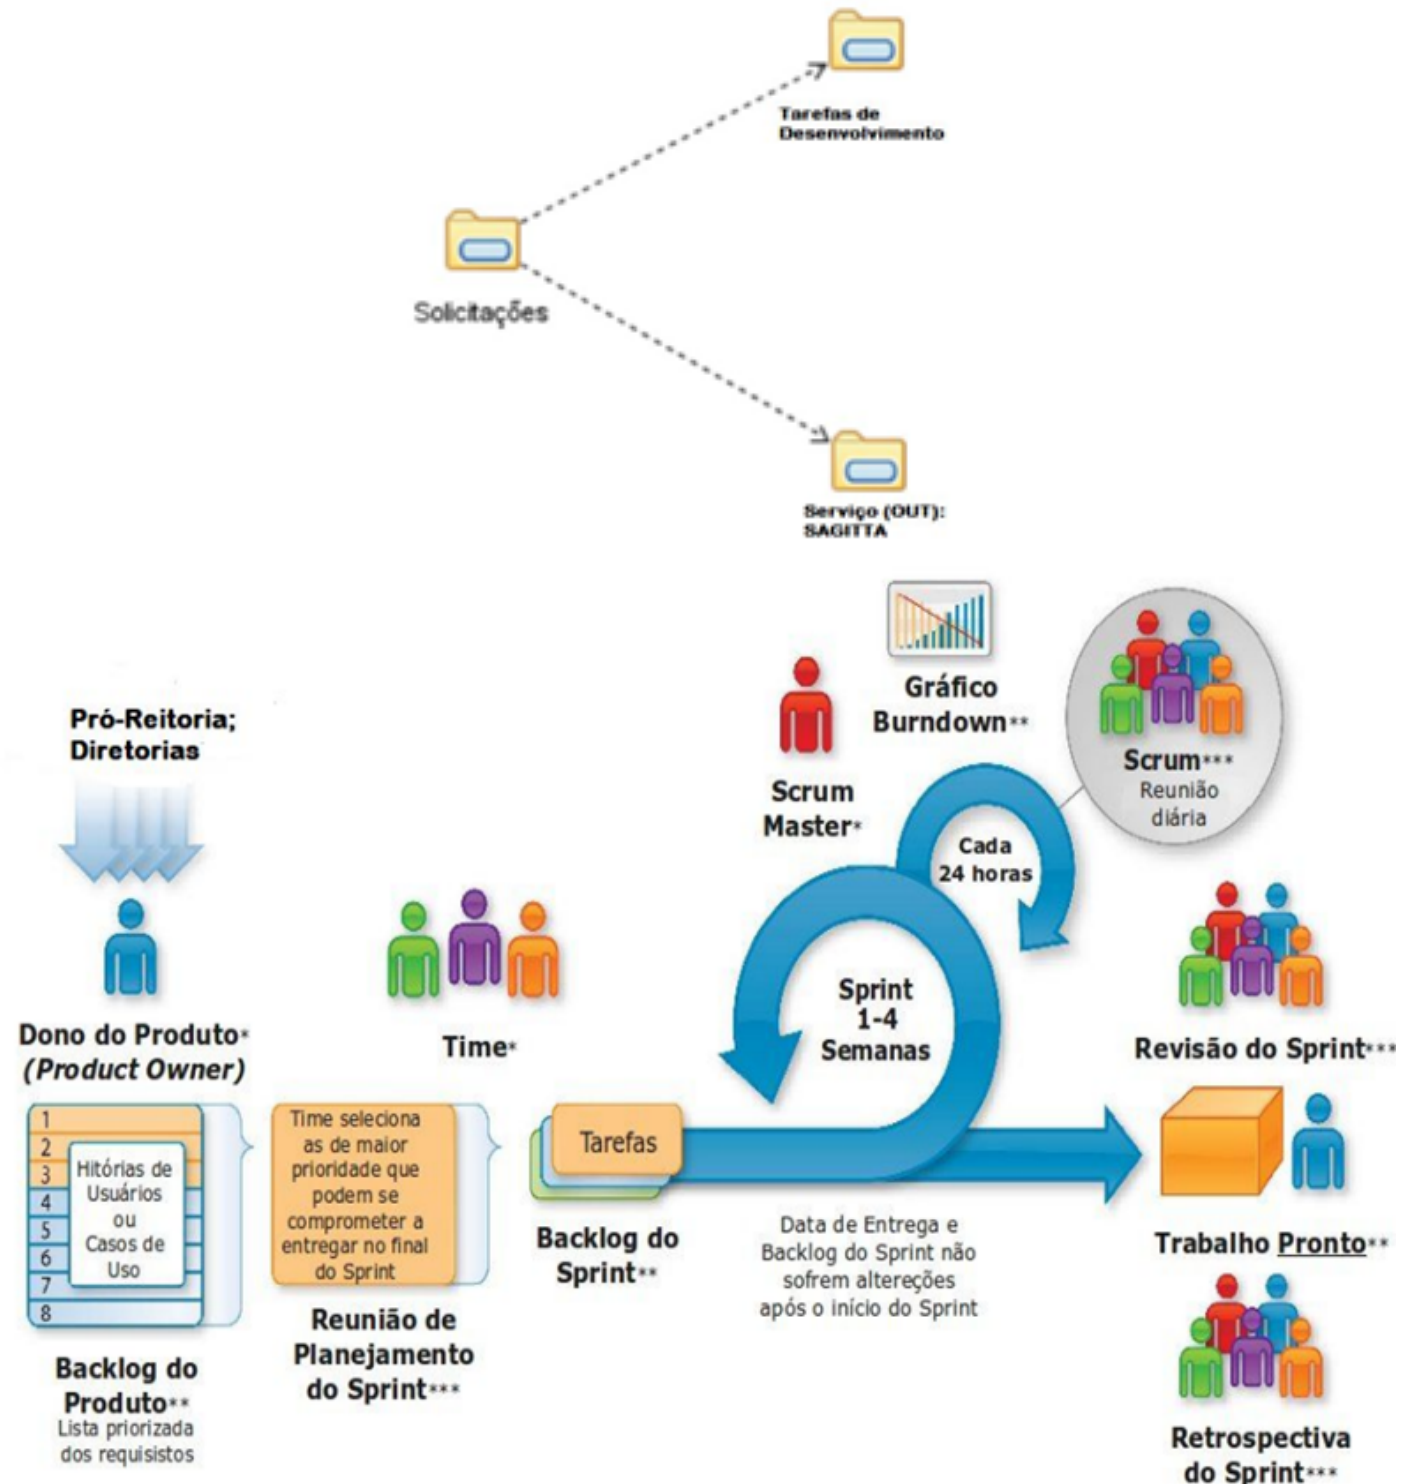 Tarefas de
Desenvolvimento
Solicitações
Serviço (OUT):
SAGITTA
Pró-Reitoria;
Diretorias
Dono do Produto*
(Product Owner)
Time*
Scrum
Master*
Gráfico
Burndown**
Scrum***
Reunião
diária
Cada
24 horas
Sprint
1-4
Semanas
Revisão do Sprint***
1
2
3
4
5
6
7
8
Hitórias de
Usuários
ou
Casos de
Uso
Backlog do
Produto**
Lista priorizada
dos requisistos
Time seleciona
as de maior
prioridade que
podem se
comprometer a
entregar no final
do Sprint
Reunião de
Planejamento
do Sprint***
Tarefas
Backlog do
Sprint**
Data de Entrega e
Backlog do Sprint não
sofrem altereções
após o início do Sprint
Trabalho Pronto**
Retrospectiva
do Sprint***